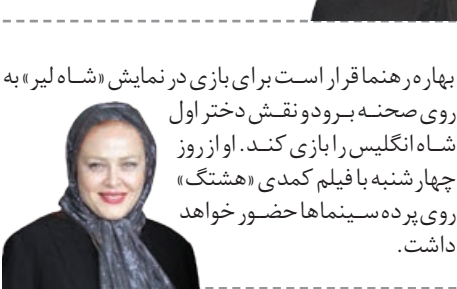 بهاره رهنما قرار است برای بازی در نمایش «شاه لیر» به
روی صحنه برود و نقش دختر اول
شاه انگلیس را بازی کند. او از روز
چهارشنبه با فیلم کمدی «هشتگ»
روی پرده سینماها حضور خواهد
داشت.